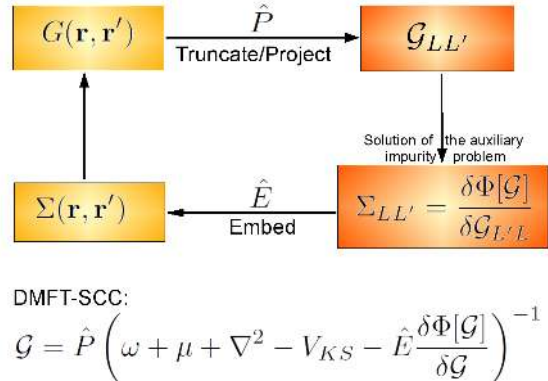 G(r, r′)
P̂
Truncate/Project
𝒢_{LL′}
Solution of the auxiliary
impurity problem
Σ(r, r′)
Ê
Embed
Σ_{LL′} = δΦ[𝒢] / δ𝒢_{L′L}
DMFT-SCC:
𝒢 = P̂ (ω + μ + ∇² − V_{KS} − Ê δΦ[𝒢] / δ𝒢)^{−1}